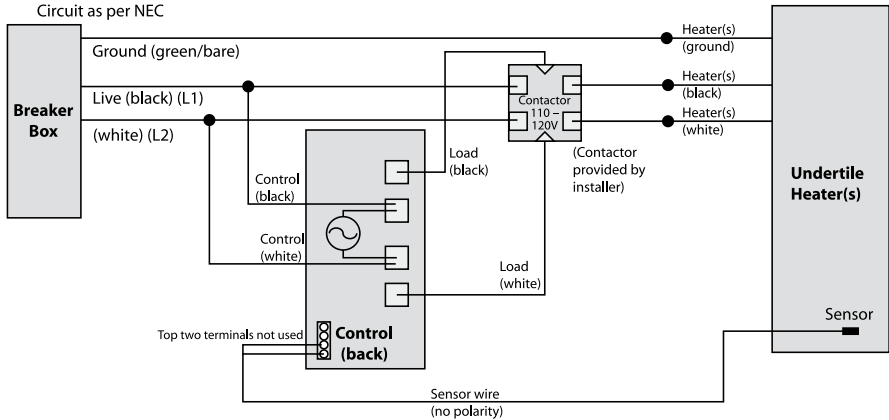 Circuit as per NEC
Breaker
Box
Ground (green/bare)
Live (black) (L1)
(white) (L2)
Heater(s)
(ground)
Heater(s)
(black)
Heater(s)
(white)
Contactor
110 –
120V
(Contactor
provided by
installer)
Load
(black)
Control
(black)
Control
(white)
Load
(white)
Undertile
Heater(s)
Sensor
Top two terminals not used
Control
(back)
Sensor wire
(no polarity)